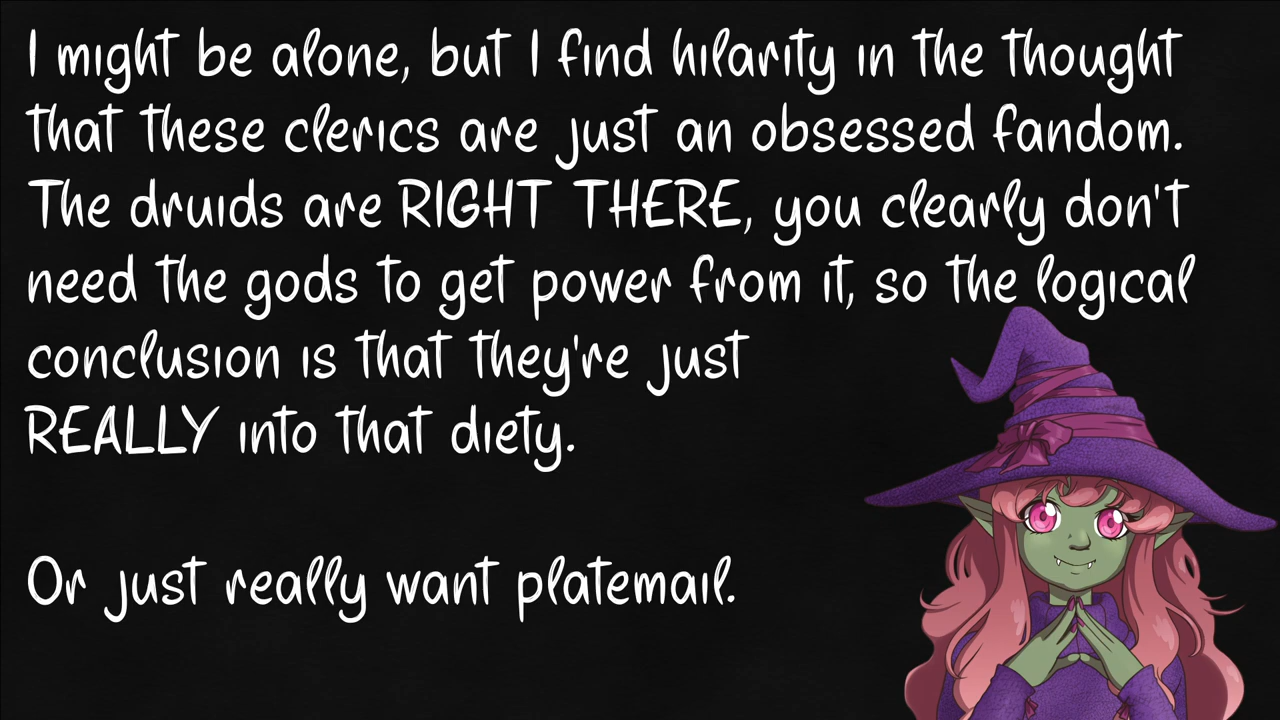 I might be alone, but I find hilarity in the thought
that these clerics are just an obsessed fandom.
The druids are RIGHT THERE, you clearly don't
need the gods to get power from it, so the logical
conclusion is that they're just
REALLY into that diety.
Or just really want platemail.